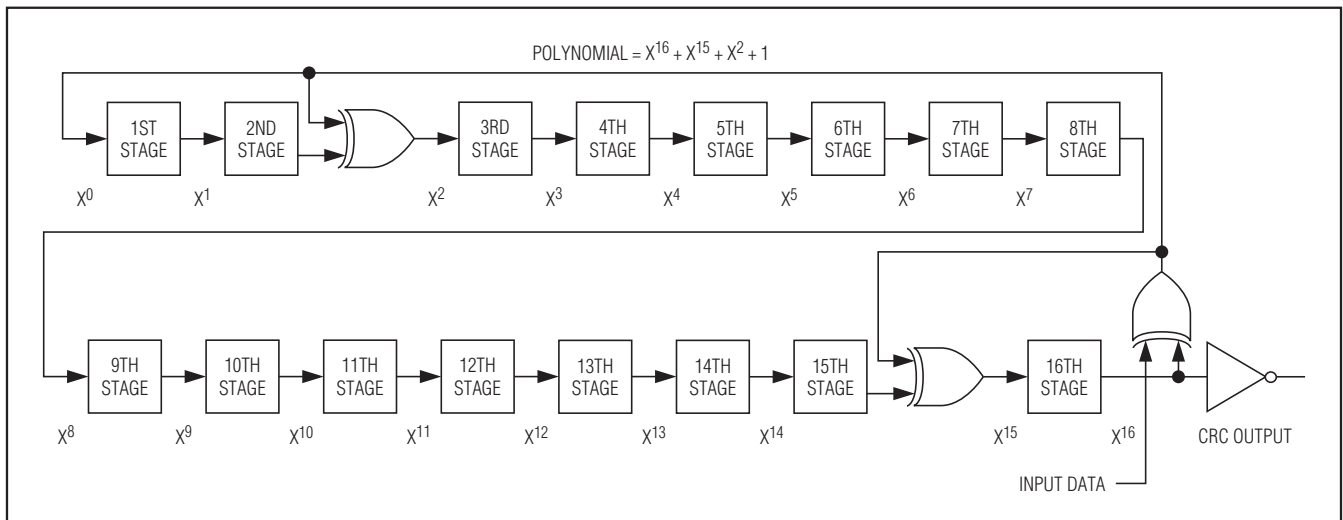 POLYNOMIAL = X¹⁶ + X¹⁵ + X² + 1
1ST
STAGE
2ND
STAGE
3RD
STAGE
4TH
STAGE
5TH
STAGE
6TH
STAGE
7TH
STAGE
8TH
STAGE
X⁰
X¹
X²
X³
X⁴
X⁵
X⁶
X⁷
9TH
STAGE
10TH
STAGE
11TH
STAGE
12TH
STAGE
13TH
STAGE
14TH
STAGE
15TH
STAGE
16TH
STAGE
X⁸
X⁹
X¹⁰
X¹¹
X¹²
X¹³
X¹⁴
X¹⁵
X¹⁶
CRC OUTPUT
INPUT DATA